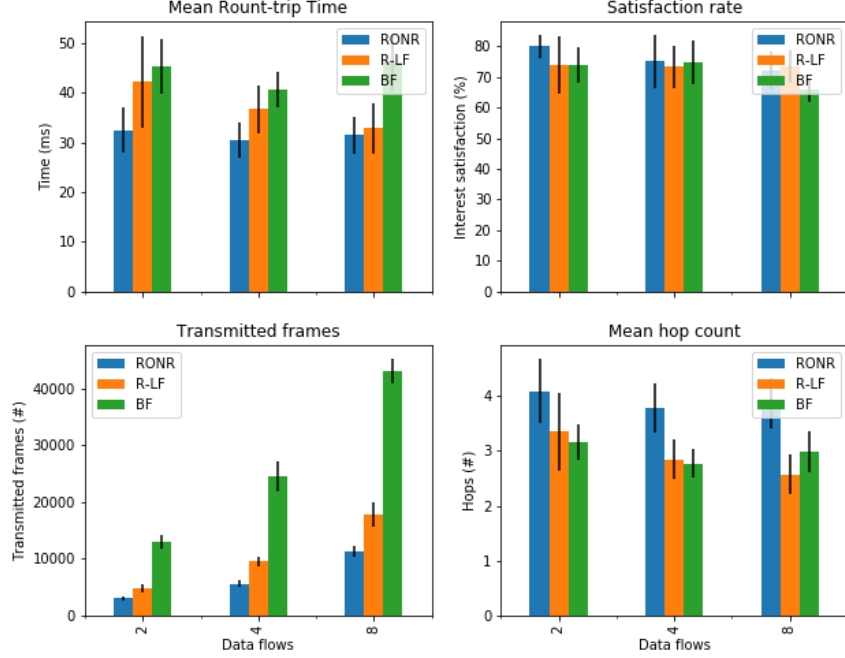 Mean Rount-trip Time
50
40
30
20
10
0
Time (ms)
RONR
R-LF
BF
Satisfaction rate
80
70
60
50
40
30
20
10
0
Interest satisfaction (%)
RONR
R-LF
BF
Transmitted frames
40000
30000
20000
10000
0
Transmitted frames (#)
RONR
R-LF
BF
2
4
8
Data flows
Mean hop count
4
3
2
1
0
Hops (#)
RONR
R-LF
BF
2
4
8
Data flows